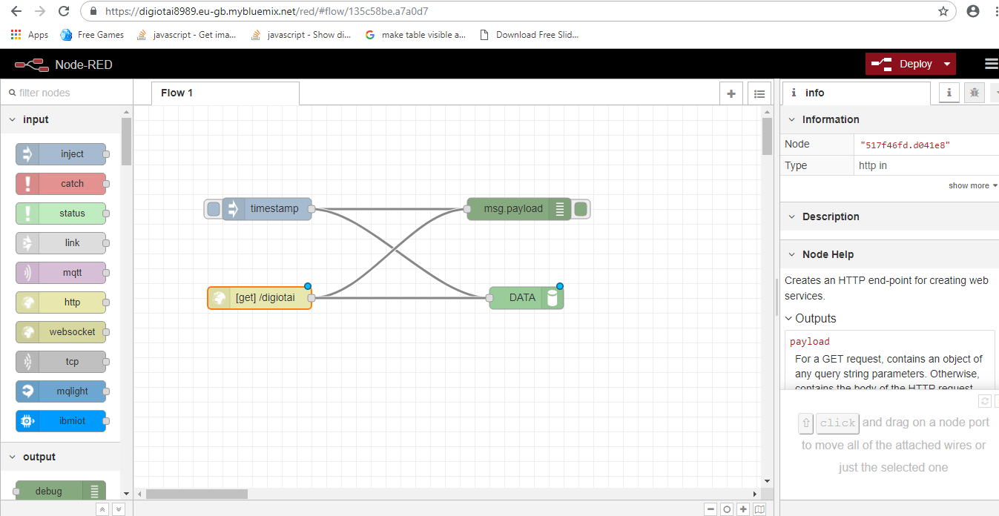 https://digiotai8989.eu-gb.mybluemix.net/red/#flow/135c58be.a7a0d7
Apps
Free Games
javascript - Get ima...
javascript - Show di...
make table visible a...
Download Free Slid...
Node-RED
Deploy
filter nodes
Flow 1
info
input
inject
catch
status
link
mqtt
http
websocket
tcp
mqlight
ibmiot
output
debug
timestamp
msg.payload
[get] /digiotai
DATA
Information
Node "517f46fd.d041e8"
Type http in
show more
Description
Node Help
Creates an HTTP end-point for creating web
services.
Outputs
payload
For a GET request, contains an object of
any query string parameters. Otherwise,
contains the body of the HTTP request.
⇧ click and drag on a node port
to move all of the attached wires or
just the selected one